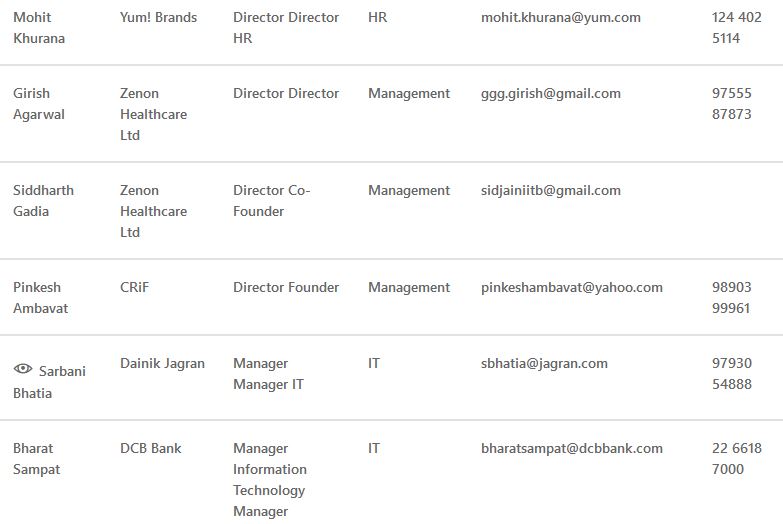 Mohit Yum! Brands Director Director HR mohit.khurana@yum.com 124 402
Khurana HR 5114
Girish Zenon Director Director Management ggg.girish@gmail.com 97555
Agarwal Healthcare 87873
Ltd
Siddharth Zenon Director Co- Management sidjainiitb@gmail.com
Gadia Healthcare Founder
Ltd
Pinkesh CRiF Director Founder Management pinkeshambavat@yahoo.com 98903
Ambavat 99961
Dainik Jagran Manager IT sbhatia@jagran.com 97930
Sarbani Manager IT 54888
Bhatia
Bharat DCB Bank Manager IT bharatsampat@dcbbank.com 22 6618
Sampat Information 7000
Technology
Manager